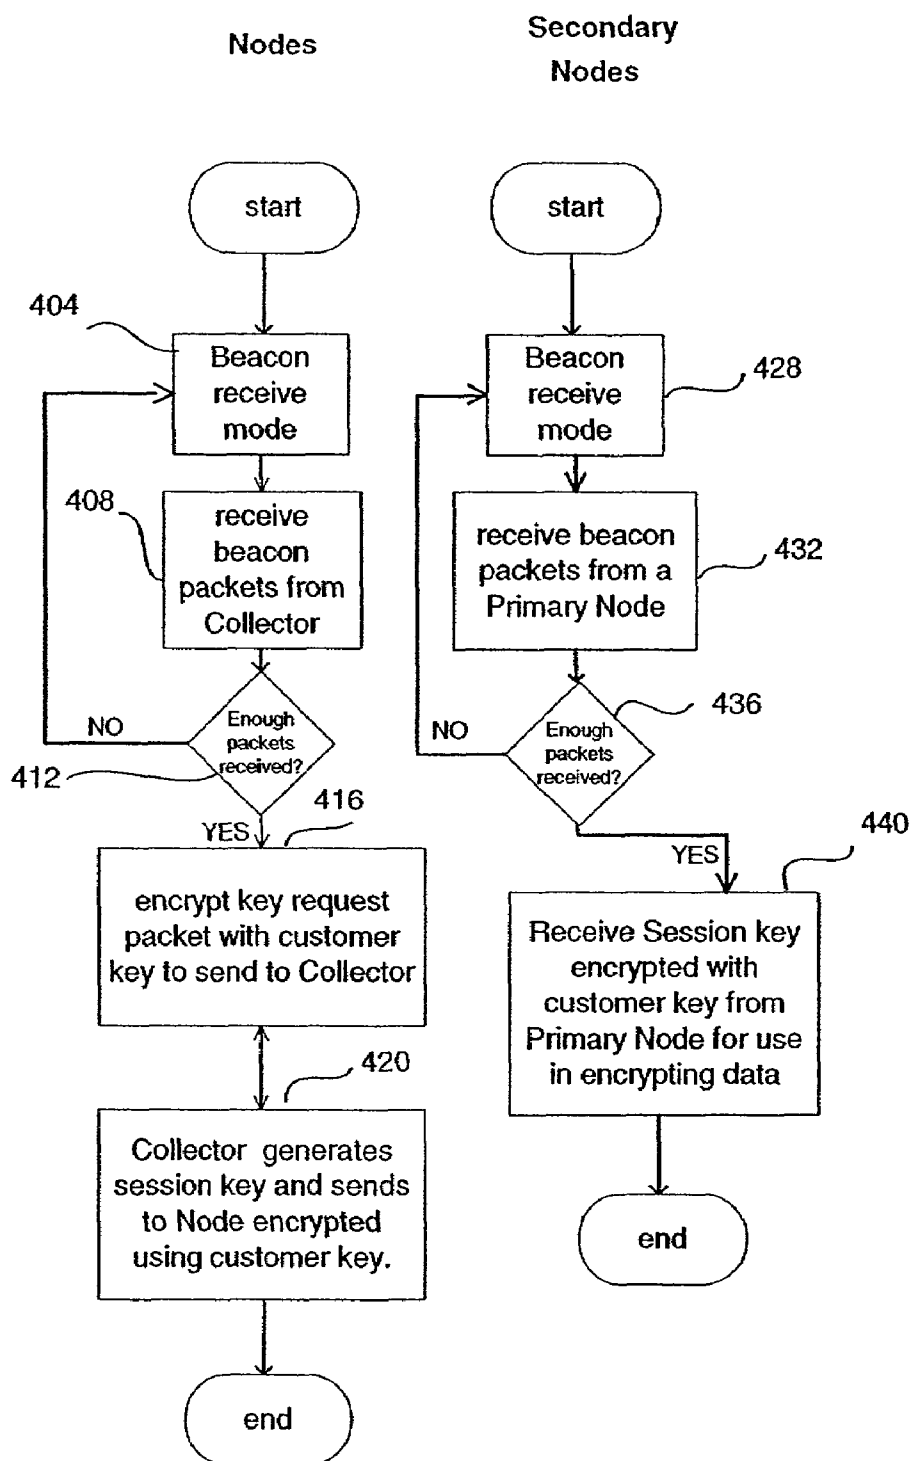 Nodes
start
404
Beacon
receive
mode
408
receive
beacon
packets from
Collector
NO
Enough
packets
received?
412
YES
416
encrypt key request
packet with customer
key to send to Collector
420
Collector generates
session key and sends
to Node encrypted
using customer key.
end
Secondary
Nodes
start
Beacon
receive
mode
428
receive beacon
packets from a
Primary Node
432
NO
Enough
packets
received?
436
YES
440
Receive Session key
encrypted with
customer key from
Primary Node for use
in encrypting data
end